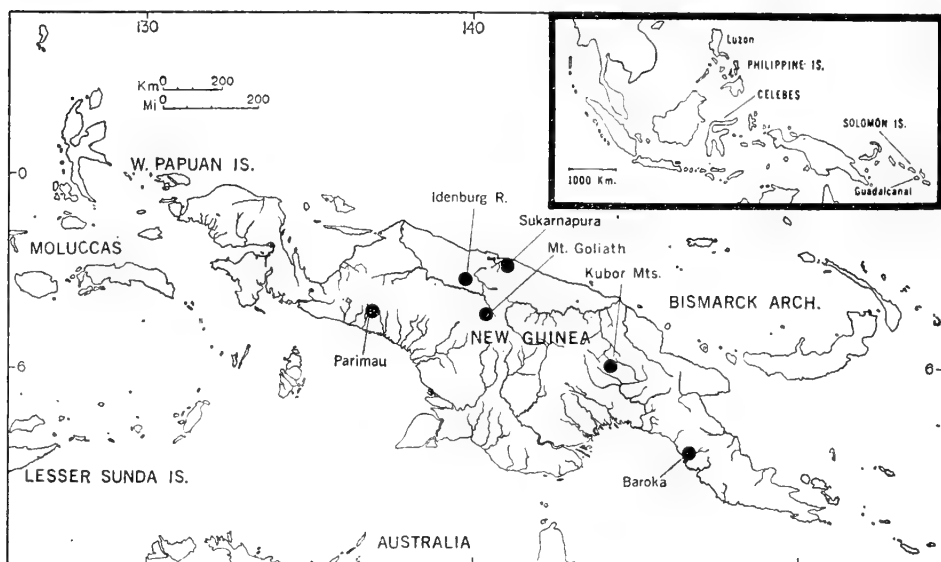 130
140
Km 0 200
Mi 200
0
W. PAPUAN IS.
MOLUCCAS
Idenburg R.
Sukarnapura
Mt. Goliath
Kubor Mts.
BISMARCK ARCH.
NEW GUINEA
Parimau
6
6
LESSER SUNDA IS.
Baroka
AUSTRALIA
Luzon
PHILIPPINE IS.
CELEBES
SOLOMON IS.
Guadalcanal
1000 Km.